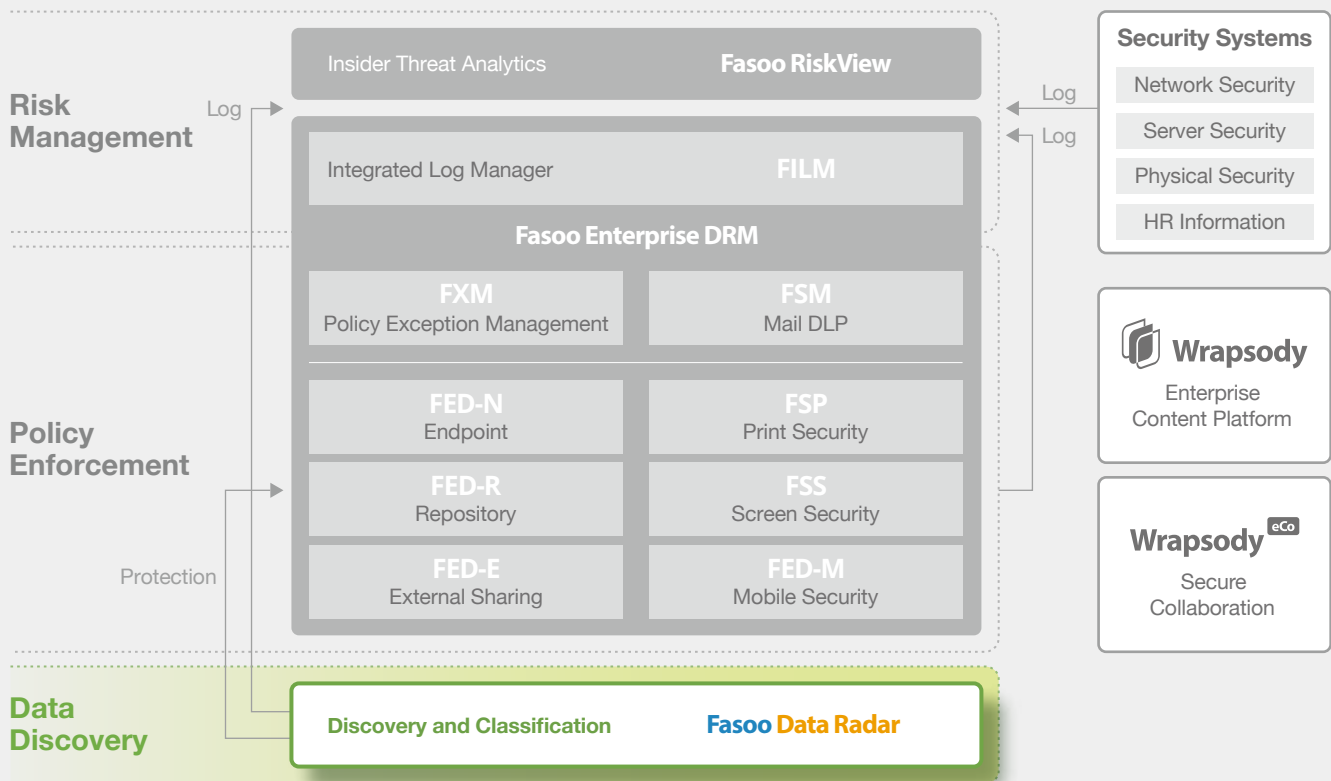 Risk
Management
Log
Insider Threat Analytics Fasoo RiskView
Integrated Log Manager FILM
Fasoo Enterprise DRM
Log
Log
Security Systems
Network Security
Server Security
Physical Security
HR Information
Policy
Enforcement
Protection
FXM
Policy Exception Management
FSM
Mail DLP
FED-N
Endpoint
FSP
Print Security
FED-R
Repository
FSS
Screen Security
FED-E
External Sharing
FED-M
Mobile Security
Wrapsody
Enterprise
Content Platform
Wrapsody eCo
Secure
Collaboration
Data
Discovery
Discovery and Classification Fasoo Data Radar